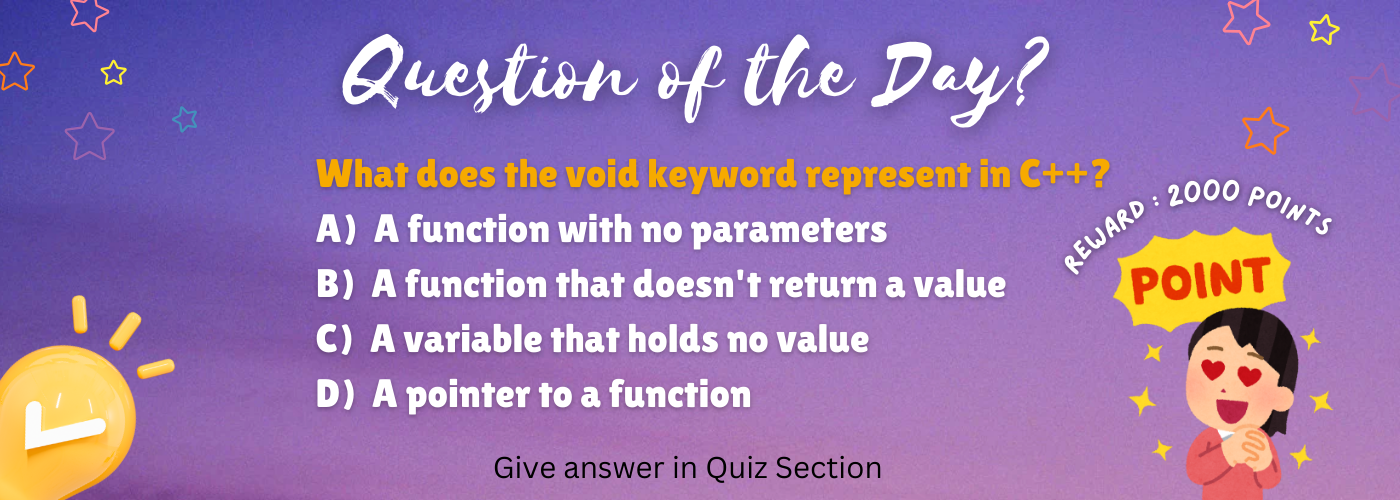 Question of the Day?
What does the void keyword represent in C++?
A) A function with no parameters
B) A function that doesn't return a value
C) A variable that holds no value
D) A pointer to a function
REWARD : 2000 POINTS
POINT
Give answer in Quiz Section